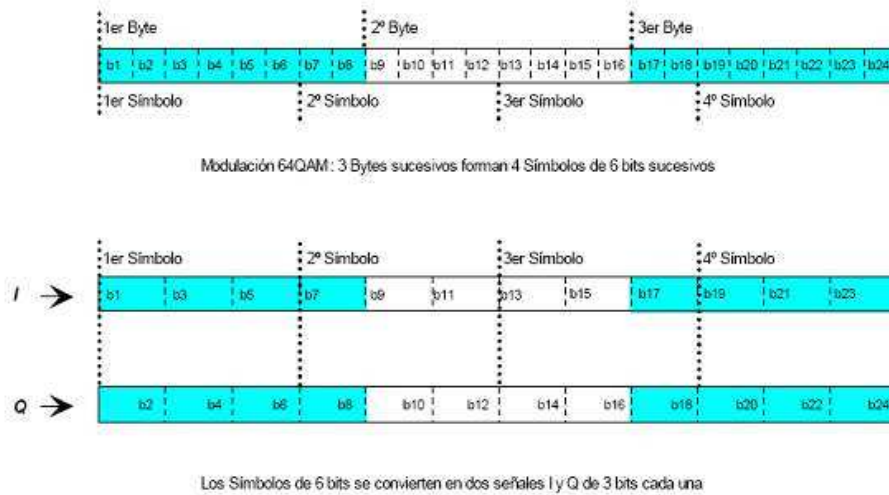 1er Byte 2º Byte 3er Byte
b1 b2 b3 b4 b5 b6 b7 b8 b9 b10 b11 b12 b13 b14 b15 b16 b17 b18 b19 b20 b21 b22 b23 b24
1er Símbolo 2º Símbolo 3er Símbolo 4º Símbolo
Modulación 64QAM : 3 Bytes sucesivos forman 4 Símbolos de 6 bits sucesivos
1er Símbolo 2º Símbolo 3er Símbolo 4º Símbolo
I b1 b3 b5 b7 b9 b11 b13 b15 b17 b19 b21 b23
Q b2 b4 b6 b8 b10 b12 b14 b16 b18 b20 b22 b24
Los Símbolos de 6 bits se convierten en dos señales I y Q de 3 bits cada una